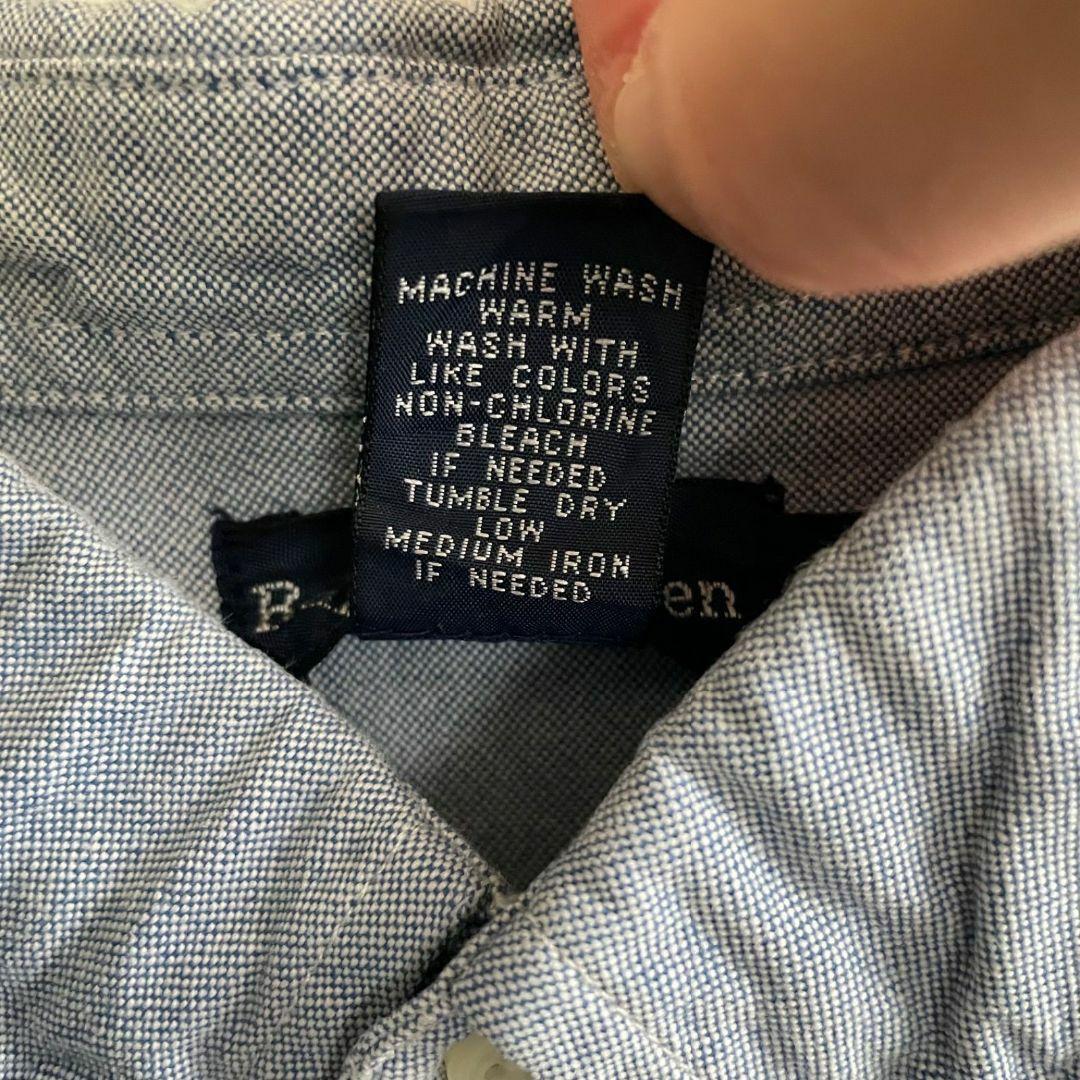 MACHINE WASH
WARM
WASH WITH
LIKE COLORS
NON-CHLORINE
BLEACH
IF NEEDED
TUMBLE DRY
LOW
MEDIUM IRON
IF NEEDED